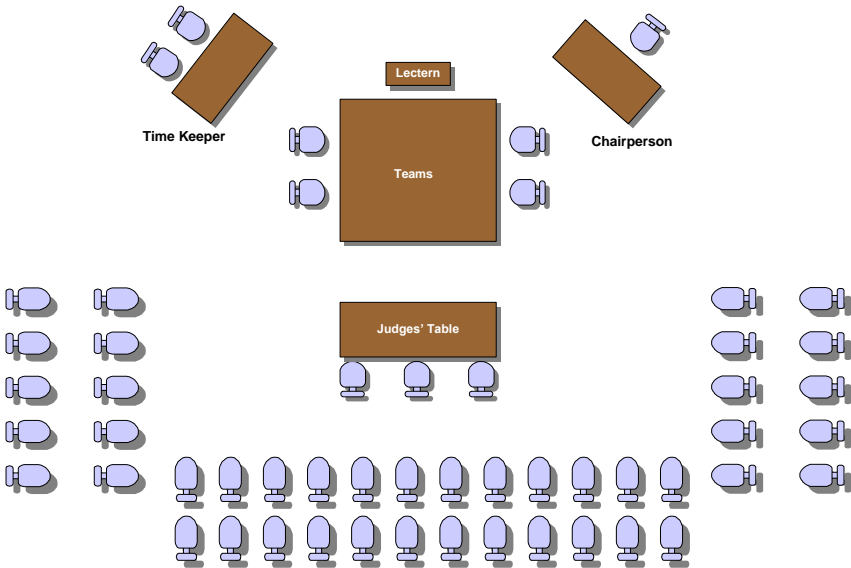 Lectern
Time Keeper
Chairperson
Teams
Judges’ Table